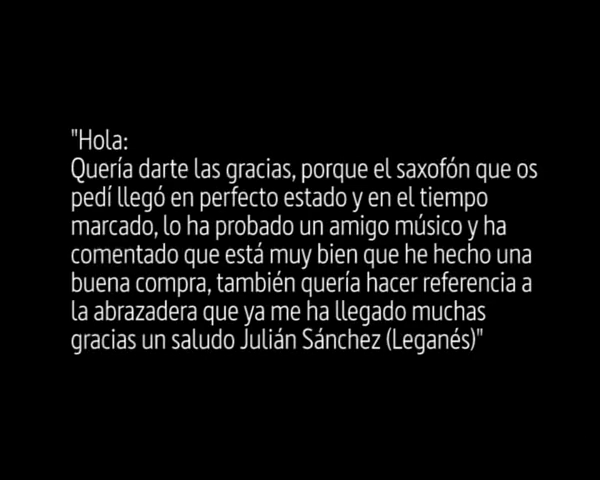 "Hola:
Quería darte las gracias, porque el saxofón que os
pedí llegó en perfecto estado y en el tiempo
marcado, lo ha probado un amigo músico y ha
comentado que está muy bien que he hecho una
buena compra, también quería hacer referencia a
la abrazadera que ya me ha llegado muchas
gracias un saludo Julián Sánchez (Leganés)"